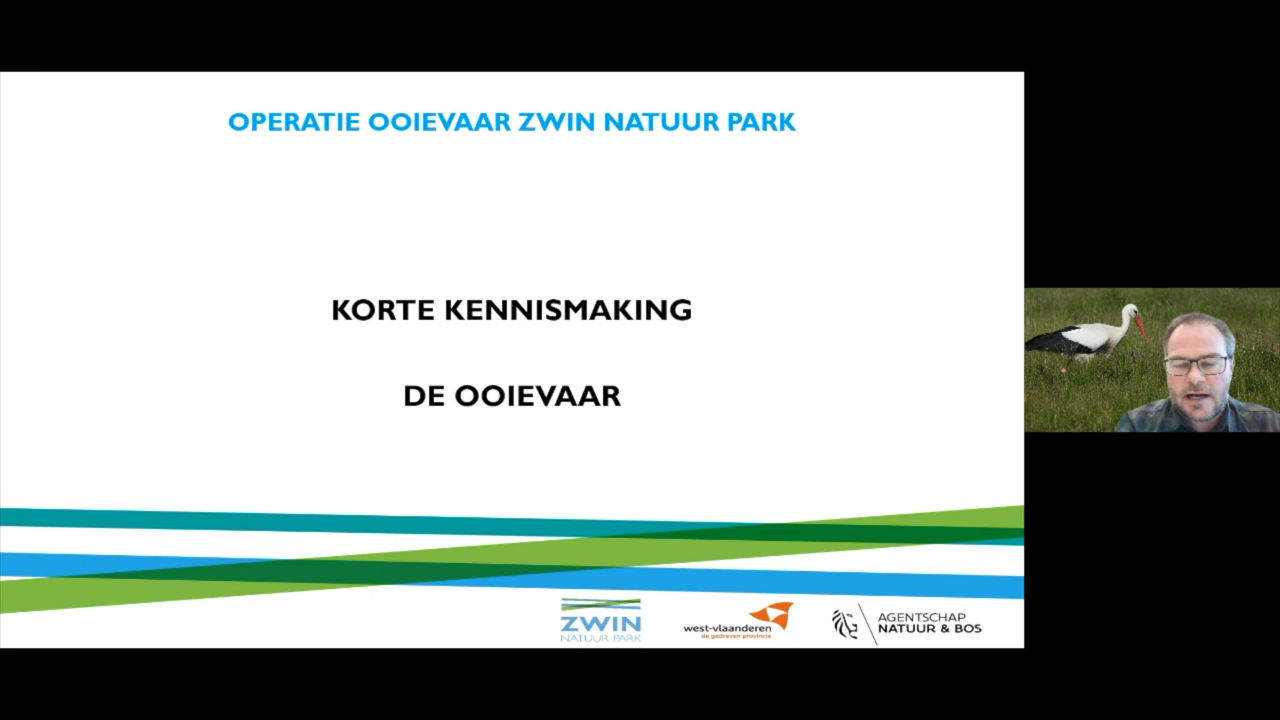 OPERATIE OOIEVAAR ZWIN NATUUR PARK
KORTE KENNISMAKING
DE OOIEVAAR
ZWIN
NATUUR PARK
west-vlaanderen
de gedreven provincie
AGENTSCHAP
NATUUR & BOS